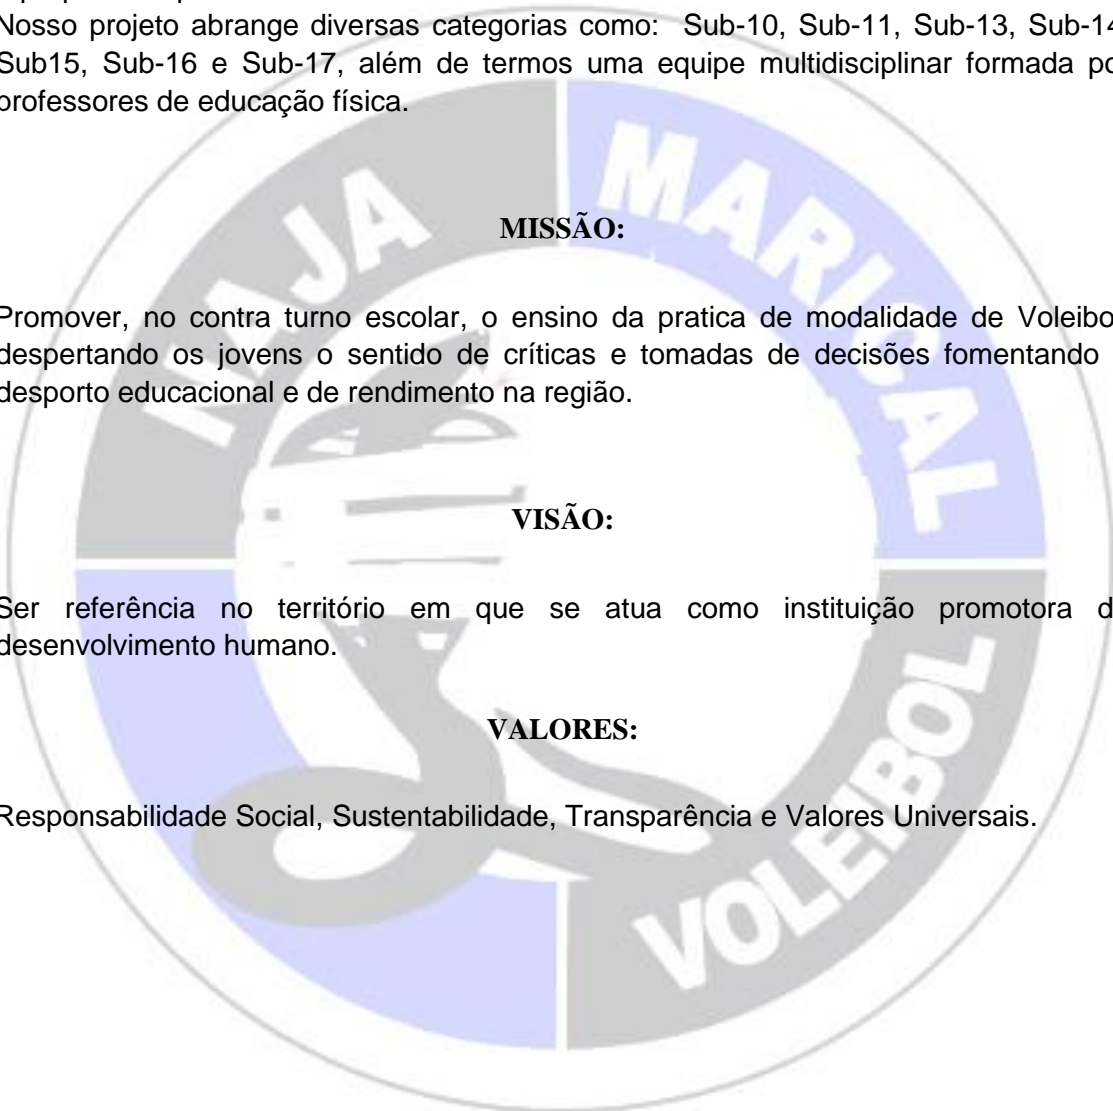 Nosso projeto abrange diversas categorias como: Sub-10, Sub-11, Sub-13, Sub-14
Sub15, Sub-16 e Sub-17, além de termos uma equipe multidisciplinar formada po
professores de educação física.
MISSÃO:
Promover, no contra turno escolar, o ensino da pratica de modalidade de Voleibo
despertando os jovens o sentido de críticas e tomadas de decisões fomentando
desporto educacional e de rendimento na região.
VISÃO:
Ser referência no território em que se atua como instituição promotora d
desenvolvimento humano.
VALORES:
Responsabilidade Social, Sustentabilidade, Transparência e Valores Universais.
NAJA
MARICAL
VOLEIBOL